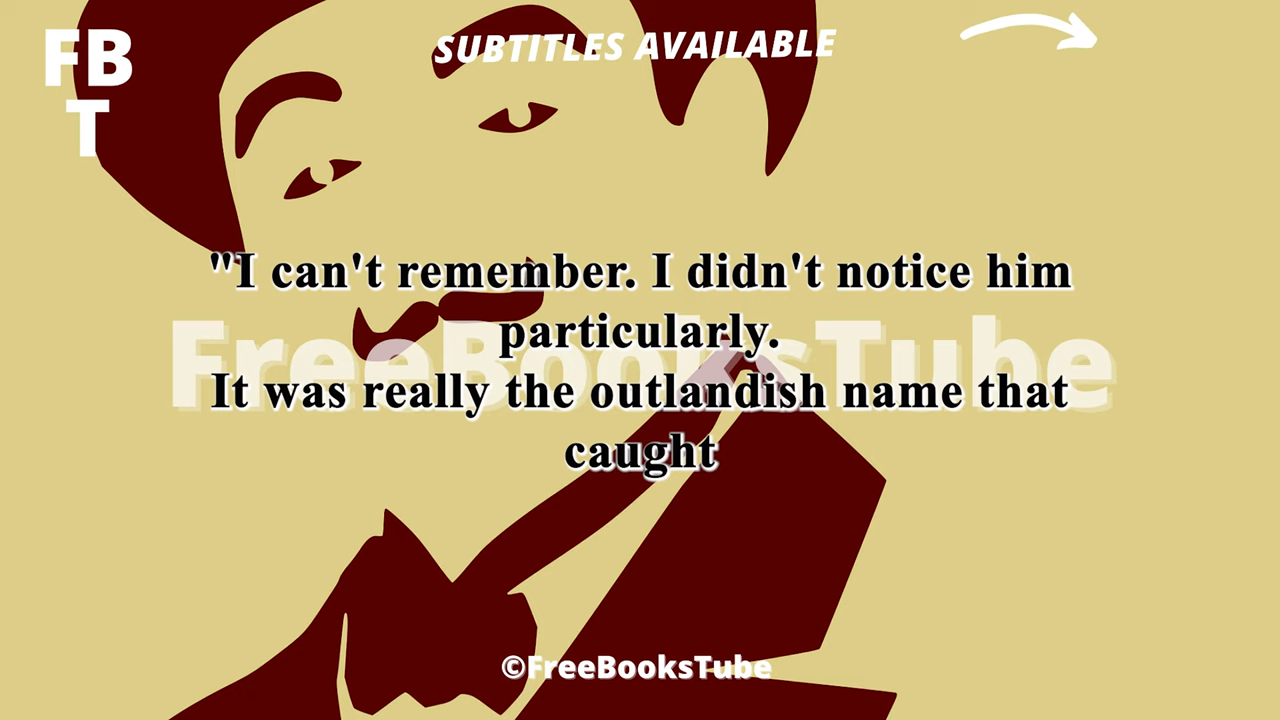 FB
T
SUBTITLES AVAILABLE
"I can't remember. I didn't notice him
particularly.
It was really the outlandish name that
caught
FreeBooksTube
©FreeBooksTube